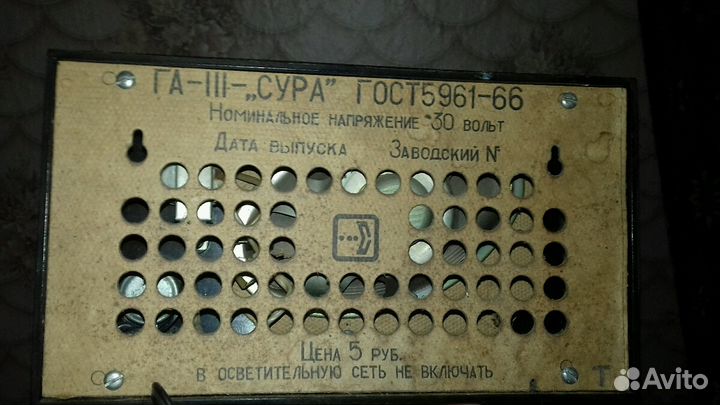 ГА-III-„СУРА” ГОСТ5961-66
НОМИНАЛЬНОЕ НАПРЯЖЕНИЕ 30 ВОЛЬТ
ДАТА ВЫПУСКА ЗАВОДСКИЙ №
ЦЕНА 5 РУБ.
В ОСВЕТИТЕЛЬНУЮ СЕТЬ НЕ ВКЛЮЧАТЬ
Т
Avito